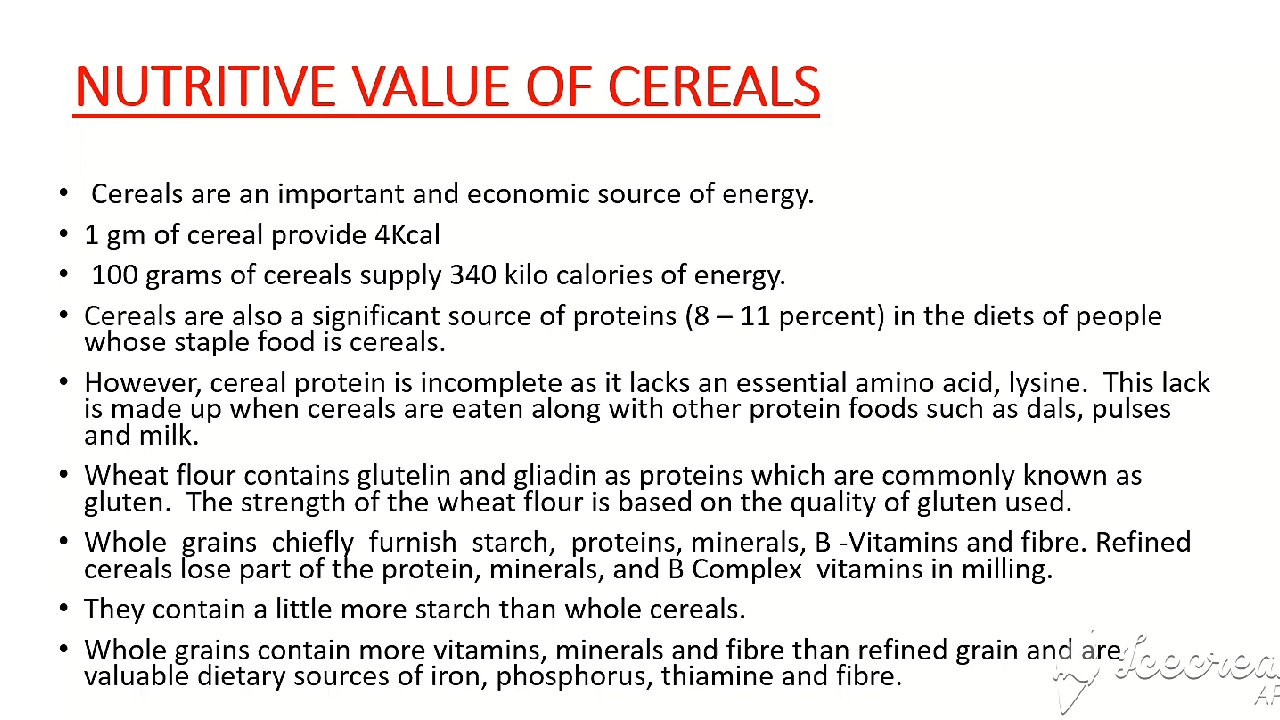 NUTRITIVE VALUE OF CEREALS
• Cereals are an important and economic source of energy.
• 1 gm of cereal provide 4Kcal
• 100 grams of cereals supply 340 kilo calories of energy.
• Cereals are also a significant source of proteins (8 – 11 percent) in the diets of people
whose staple food is cereals.
• However, cereal protein is incomplete as it lacks an essential amino acid, lysine. This lack
is made up when cereals are eaten along with other protein foods such as dals, pulses
and milk.
• Wheat flour contains glutelin and gliadin as proteins which are commonly known as
gluten. The strength of the wheat flour is based on the quality of gluten used.
• Whole grains chiefly furnish starch, proteins, minerals, B -Vitamins and fibre. Refined
cereals lose part of the protein, minerals, and B Complex vitamins in milling.
• They contain a little more starch than whole cereals.
• Whole grains contain more vitamins, minerals and fibre than refined grain and are
valuable dietary sources of iron, phosphorus, thiamine and fibre.